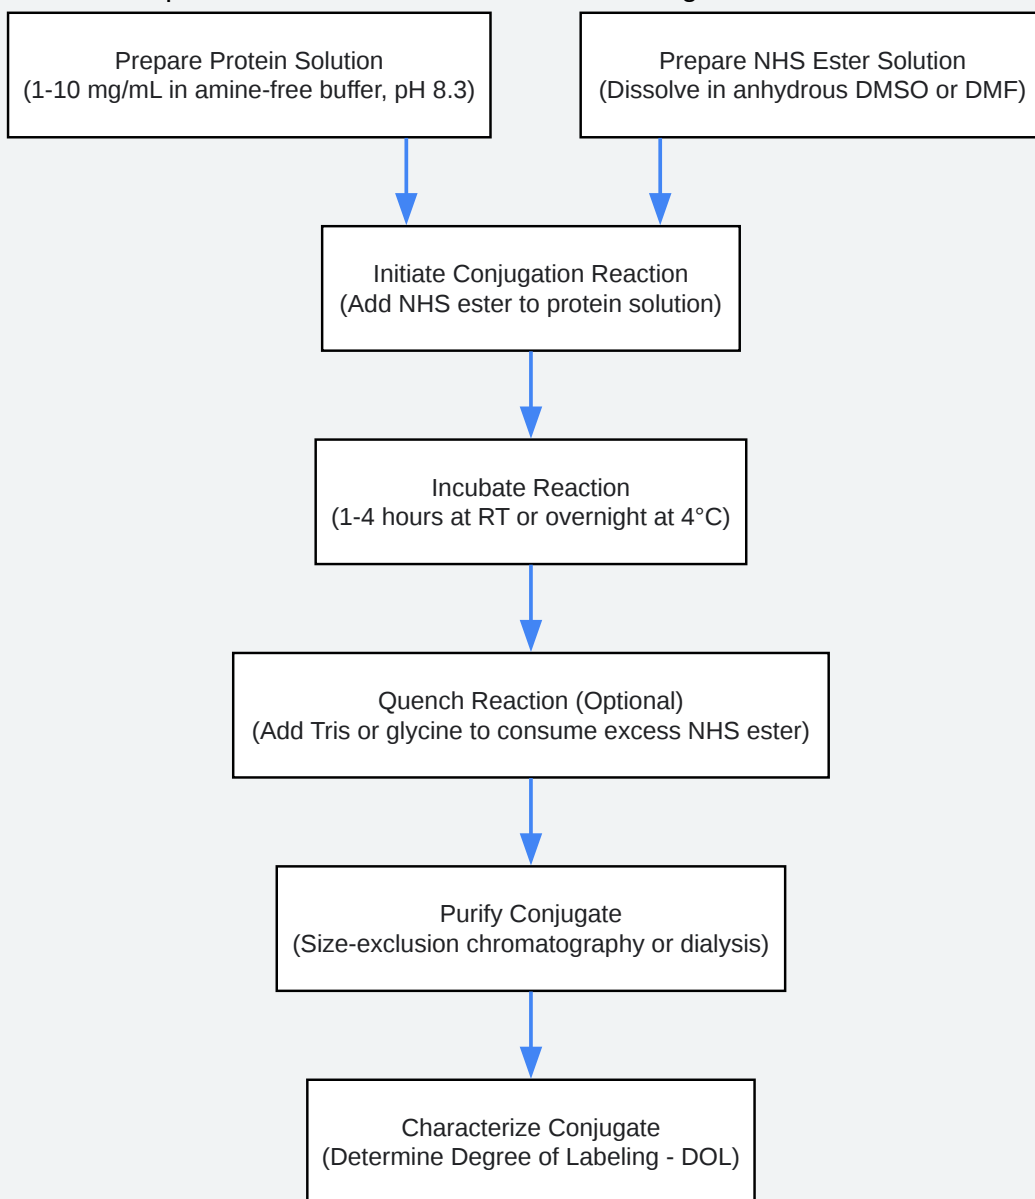 Prepare Protein Solution
(1-10 mg/mL in amine-free buffer, pH 8.3)
Prepare NHS Ester Solution
(Dissolve in anhydrous DMSO or DMF)
Initiate Conjugation Reaction
(Add NHS ester to protein solution)
Incubate Reaction
(1-4 hours at RT or overnight at 4°C)
Quench Reaction (Optional)
(Add Tris or glycine to consume excess NHS ester)
Purify Conjugate
(Size-exclusion chromatography or dialysis)
Characterize Conjugate
(Determine Degree of Labeling - DOL)